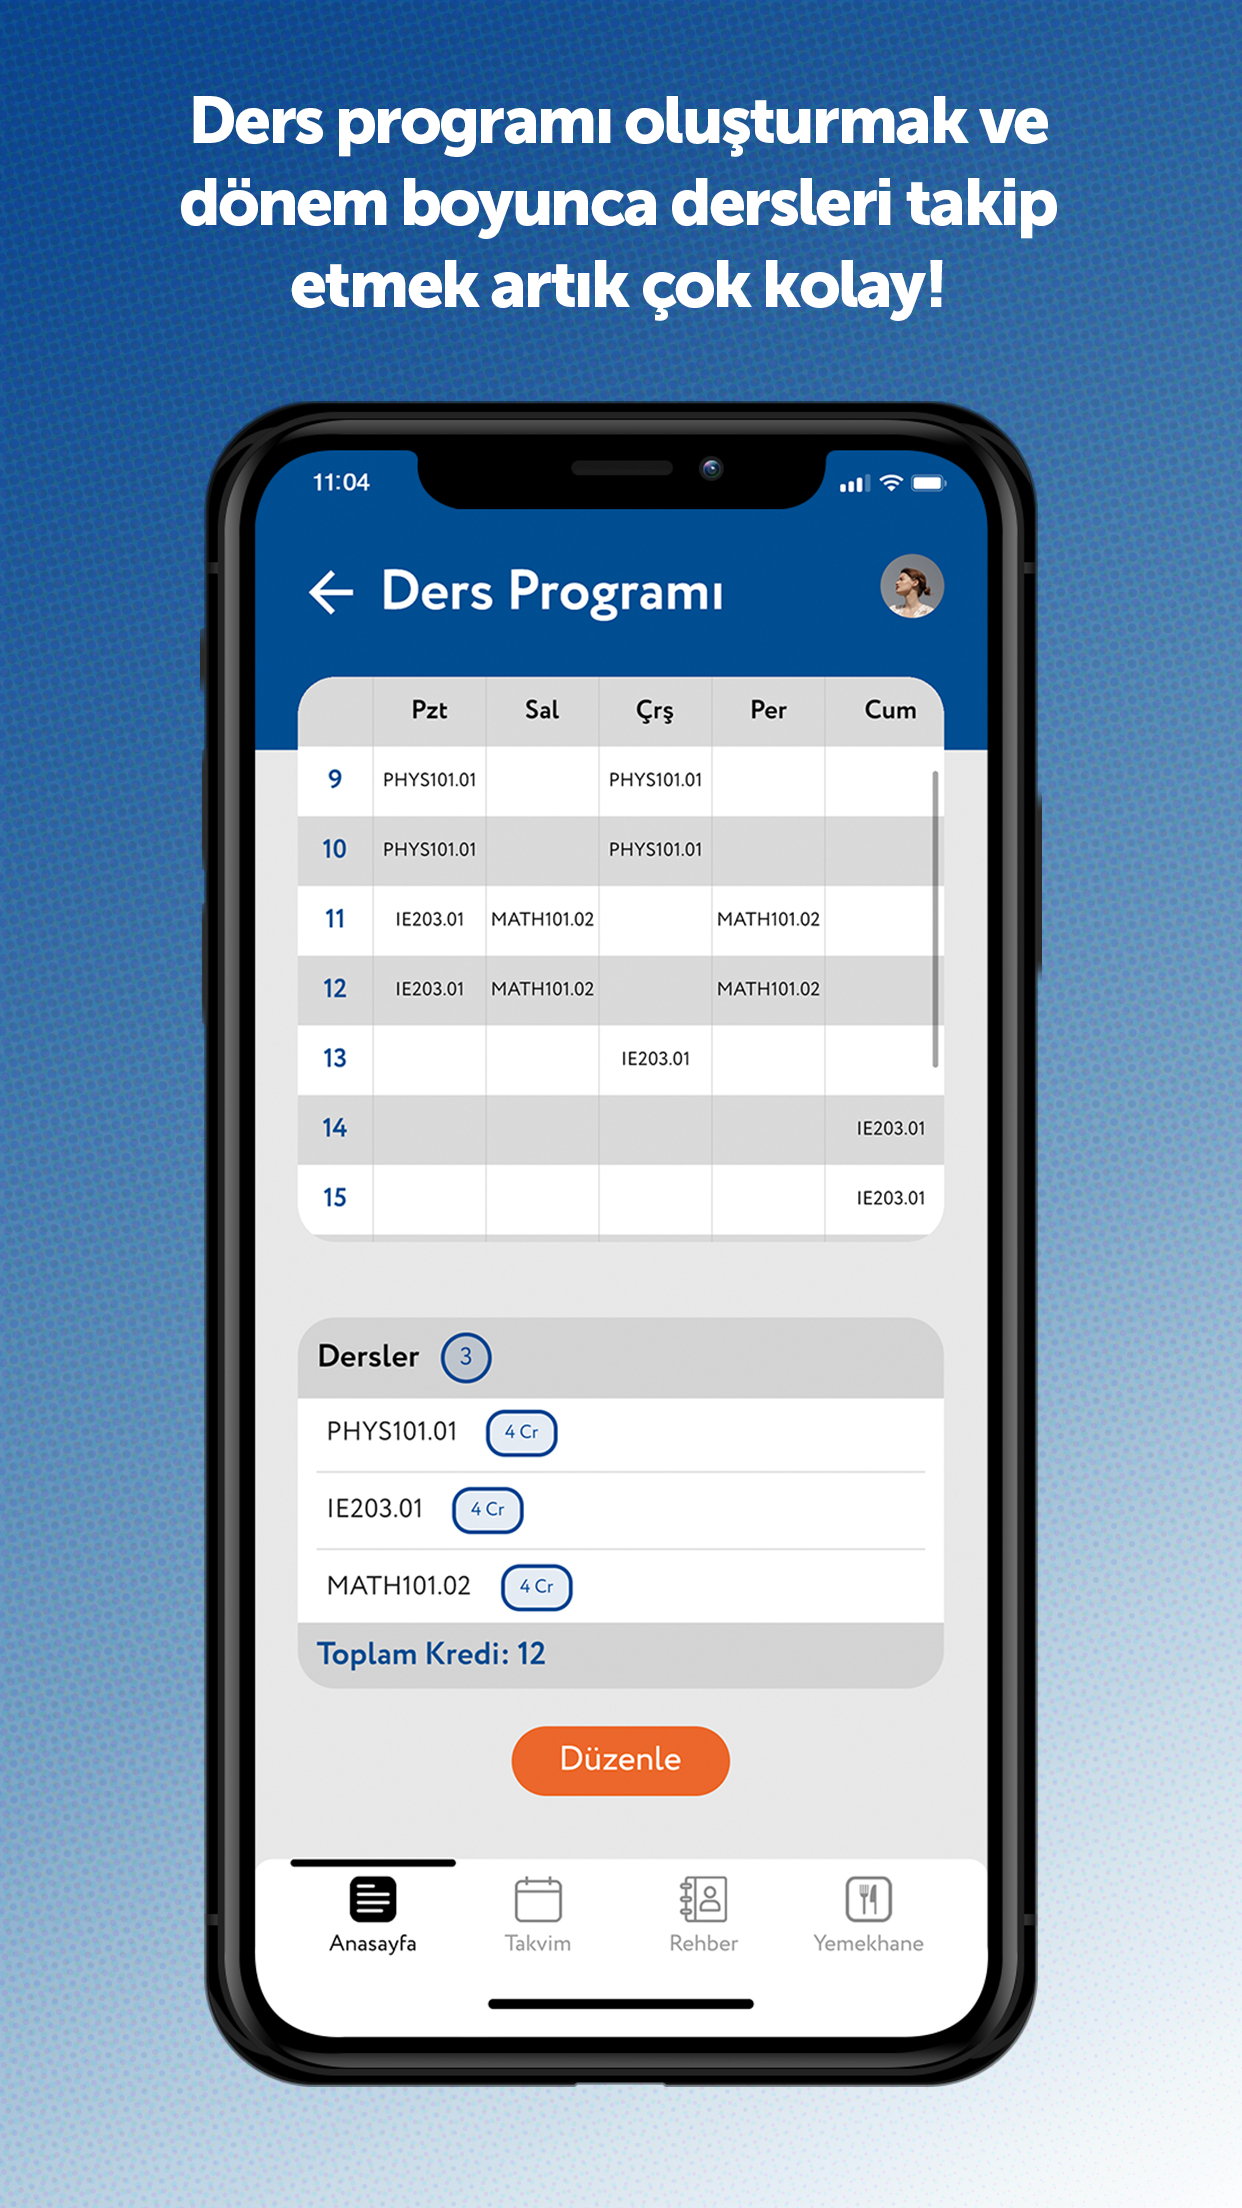 Ders programı oluşturmak ve
dönem boyunca dersleri takip
etmek artık çok kolay!
11:04
Ders Programı
Pzt Sal Çrş Per Cum
9 PHYS101.01 PHYS101.01
10 PHYS101.01 PHYS101.01
11 IE203.01 MATH101.02 MATH101.02
12 IE203.01 MATH101.02 MATH101.02
13 IE203.01
14 IE203.01
15 IE203.01
Dersler 3
PHYS101.01 4 Cr
IE203.01 4 Cr
MATH101.02 4 Cr
Toplam Kredi: 12
Düzenle
Anasayfa Takvim Rehber Yemekhane